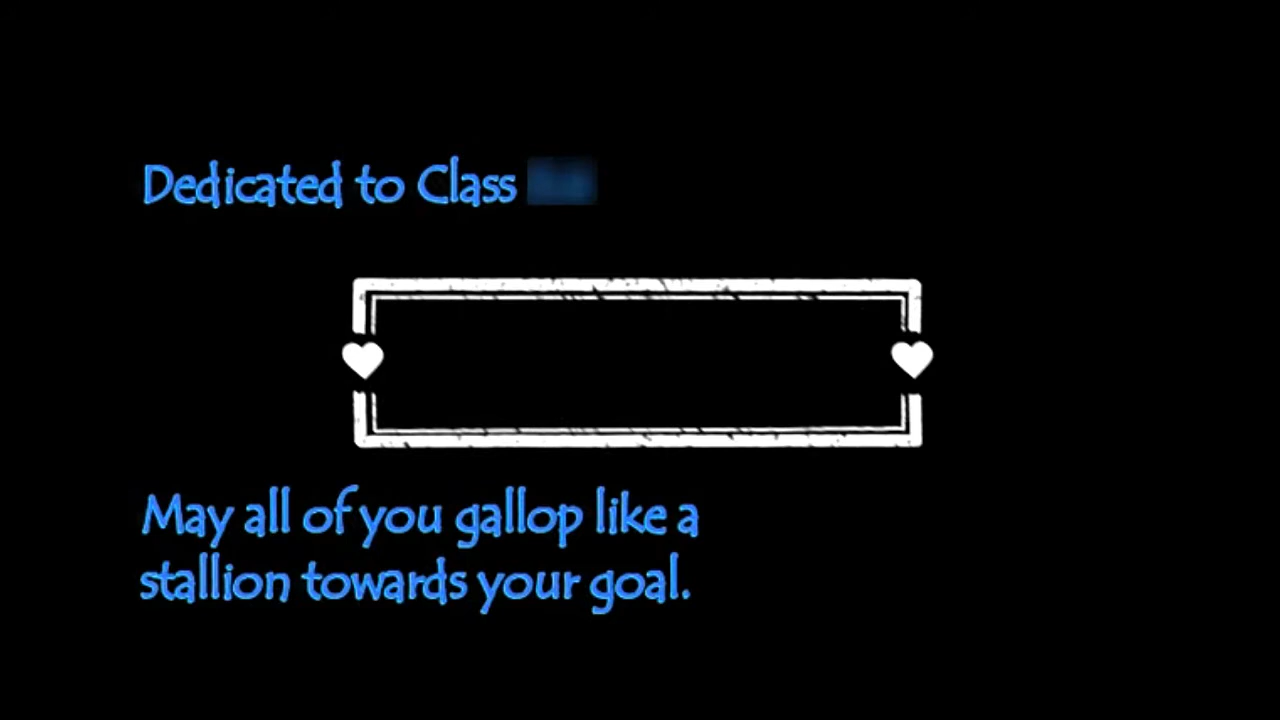 Dedicated to Class
May all of you gallop like a
stallion towards your goal.